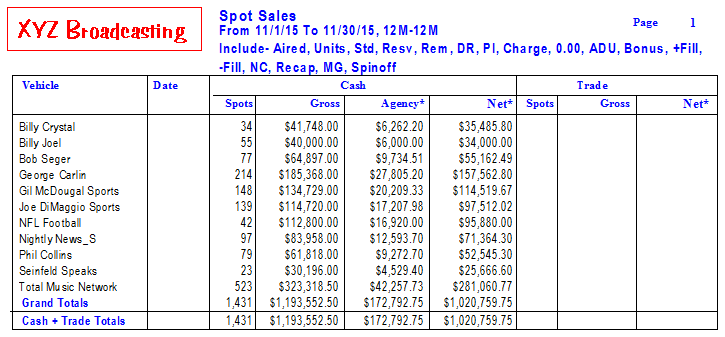 XYZ Broadcasting
Spot Sales
From 11/1/15 To 11/30/15, 12M-12M
Page 1
Include- Aired, Units, Std, Resv, Rem, DR, PI, Charge, 0.00, ADU, Bonus, +Fill,
-Fill, NC, Recap, MG, Spinoff
Vehicle Date Cash Trade
Spots Gross Agency* Net* Spots Gross Net*
Billy Crystal 34 $41,748.00 $6,262.20 $35,485.80
Billy Joel 55 $40,000.00 $6,000.00 $34,000.00
Bob Seger 77 $64,897.00 $9,734.51 $55,162.49
George Carlin 214 $185,368.00 $27,805.20 $157,562.80
Gil McDougal Sports 148 $134,729.00 $20,209.33 $114,519.67
Joe DiMaggio Sports 139 $114,720.00 $17,207.98 $97,512.02
NFL Football 42 $112,800.00 $16,920.00 $95,880.00
Nightly News_S 97 $83,958.00 $12,593.70 $71,364.30
Phil Collins 79 $61,818.00 $9,272.70 $52,545.30
Seinfeld Speaks 23 $30,196.00 $4,529.40 $25,666.60
Total Music Network 523 $323,318.50 $42,257.73 $281,060.77
Grand Totals 1,431 $1,193,552.50 $172,792.75 $1,020,759.75
Cash + Trade Totals 1,431 $1,193,552.50 $172,792.75 $1,020,759.75